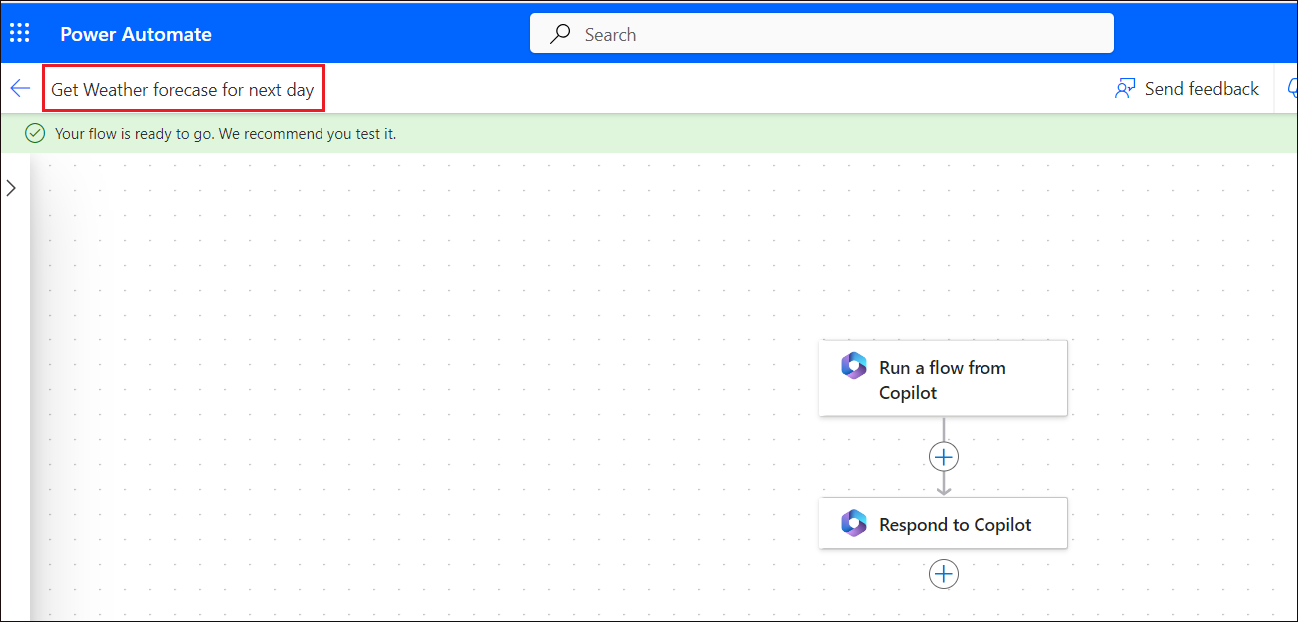 Power Automate
Search
Get Weather forecase for next day
Send feedback
Your flow is ready to go. We recommend you test it.
Run a flow from
Copilot
Respond to Copilot